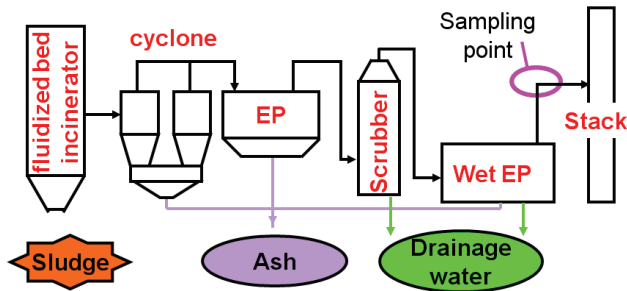 Sampling
point
cyclone
fluidized bed
incinerator
EP
Scrubber
Stack
Wet EP
Sludge
Ash
Drainage
water